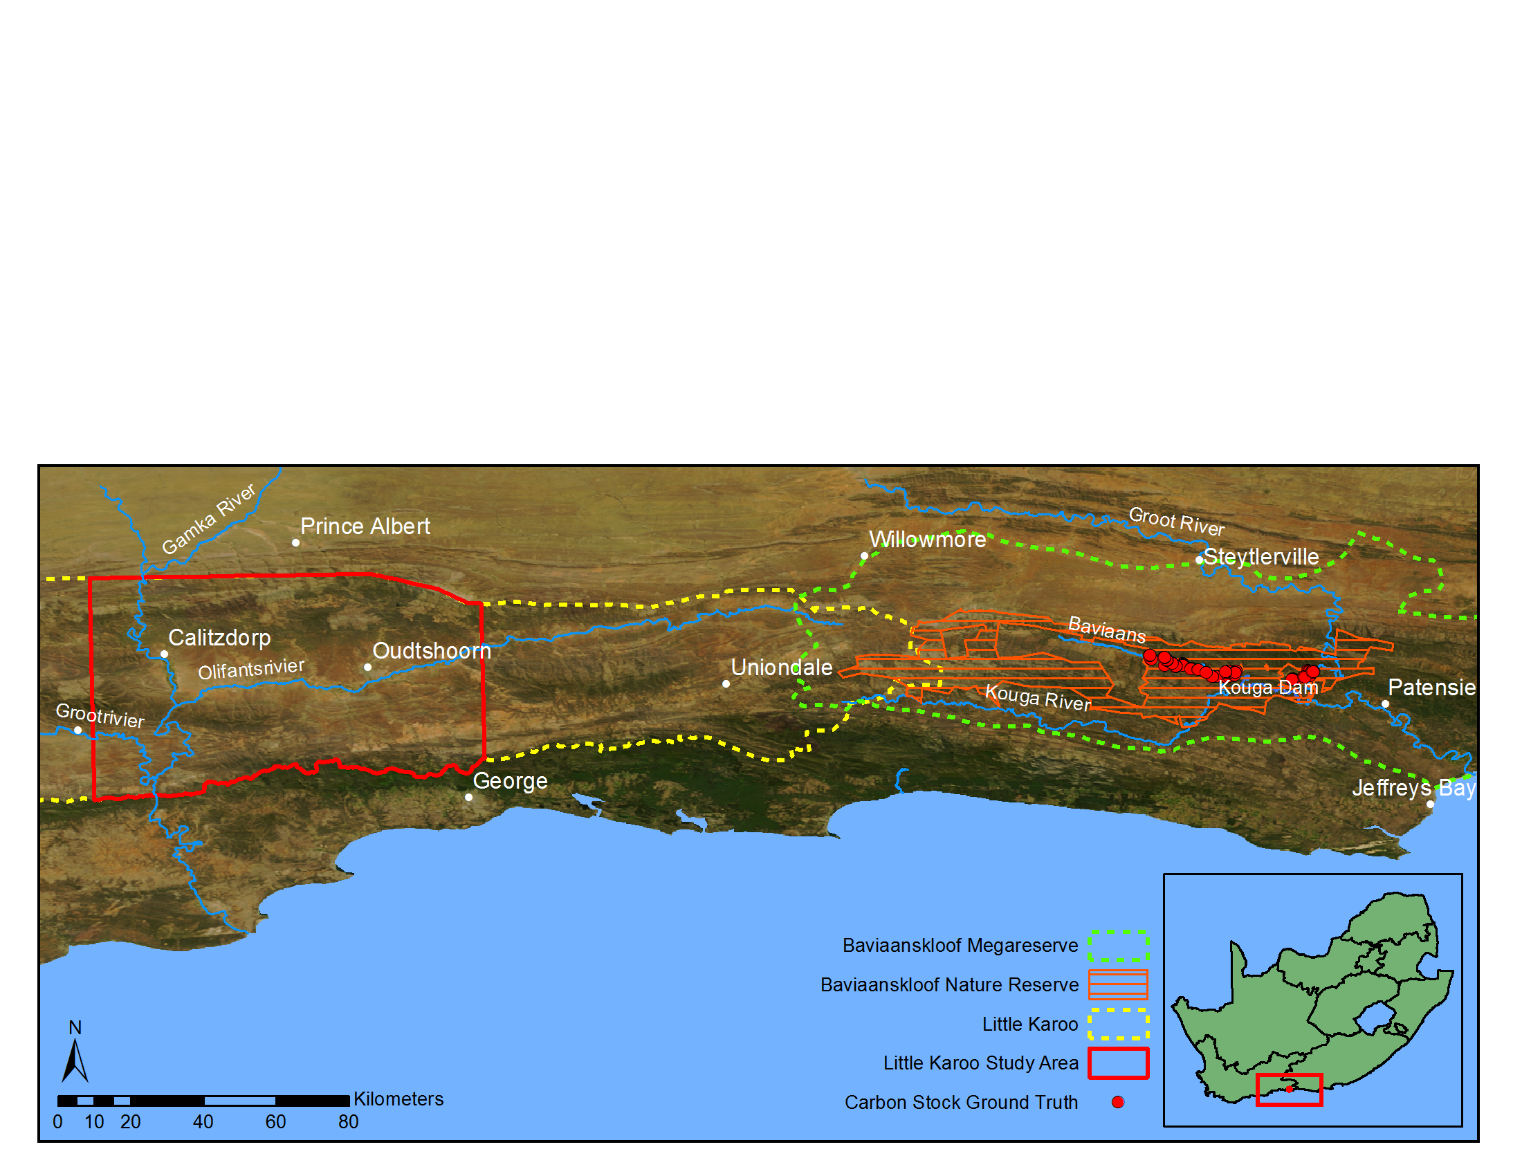 Gamka River
Prince Albert
Groot River
Willowmore
Steytlerville
Calitzdorp
Baviaans
Oudtshoorn
Olifantsrivier
Uniondale
Kouga Dam
Patensie
Kouga River
Grootrivier
George
Jeffreys Bay
Baviaanskloof Megareserve
Baviaanskloof Nature Reserve
Little Karoo
Little Karoo Study Area
Carbon Stock Ground Truth
N
Kilometers
0 10 20 40 60 80